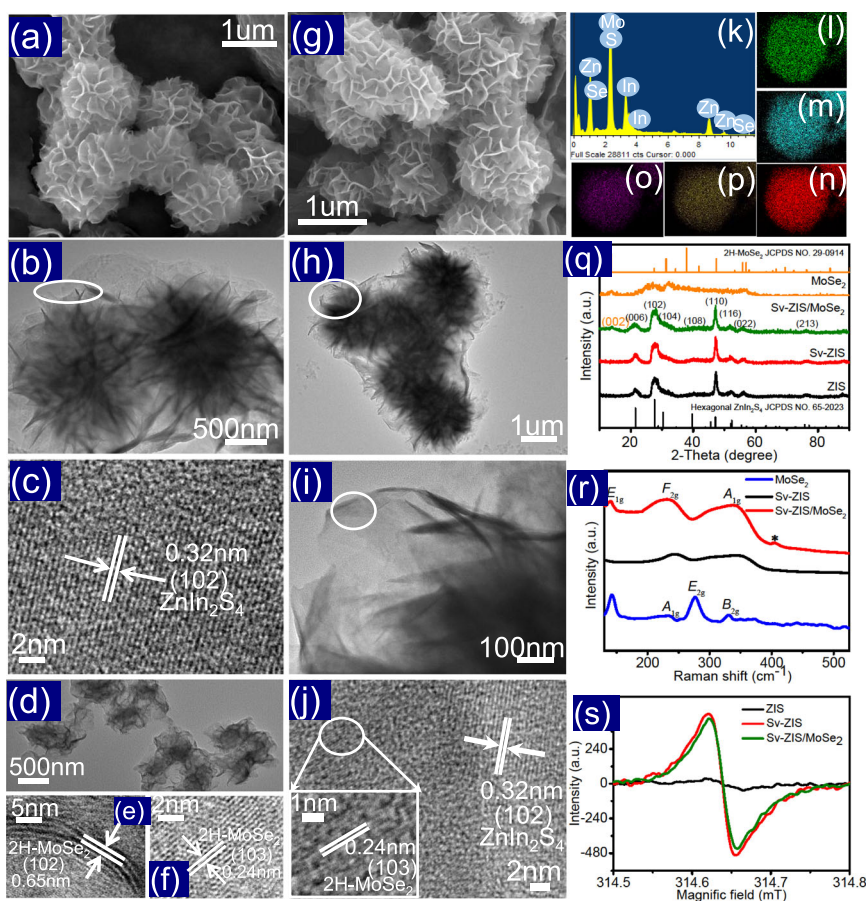 (a)
1um
(g)
1um
(k)
Mo
S
Zn
Se
In
In
Zn
Zn
Se
0 2 4 6 8 10
Full Scale 28811 cts Cursor: 0.000
(l)
(m)
(o)
(p)
(n)
(b)
500nm
(h)
1um
(q)
2H-MoSe₂ JCPDS NO. 29-0914
MoSe₂
Sv-ZIS/MoSe₂
(002)
(006)
(102)
(104)
(108)
(110)
(116)
(022)
(213)
Sv-ZIS
ZIS
Hexagonal ZnIn₂S₄ JCPDS NO. 65-2023
Intensity (a.u.)
20 40 60 80
2-Theta (degree)
(c)
0.32nm
(102)
ZnIn₂S₄
2nm
(i)
100nm
(r)
E₁g
F₂g
A₁g
MoSe₂
Sv-ZIS
Sv-ZIS/MoSe₂
*
A₁g
E₂g
B₂g
Intensity (a.u.)
200 300 400 500
Raman shift (cm⁻¹)
(d)
500nm
5nm
(e)
2H-MoSe₂
(102)
0.65nm
2nm
2H-MoSe₂
(103)
0.24nm
(f)
(j)
0.32nm
(102)
ZnIn₂S₄
2nm
1nm
0.24nm
(103)
2H-MoSe₂
(s)
ZIS
Sv-ZIS
Sv-ZIS/MoSe₂
Intensity (a.u.)
240
0
-240
-480
314.5 314.6 314.7 314.8
Magnific field (mT)